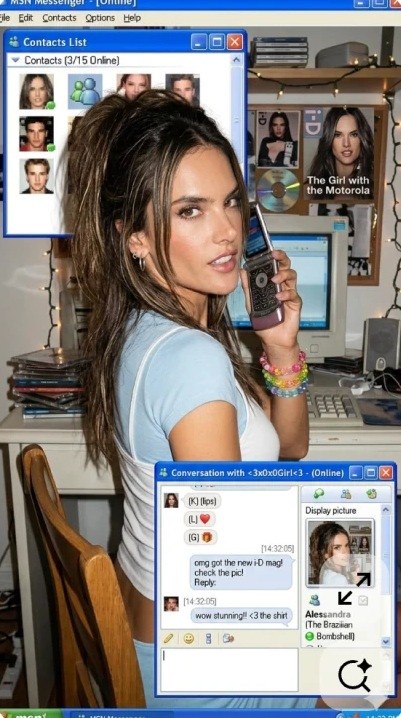 MSN Messenger - [Online]
Edit Contacts Options Help
Contacts List
Contacts (3/15 Online)
i-D
The Girl with
the Motorola
Conversation with <3x0x0Girl<3 - (Online)
(K) (lips)
(L) ❤️
(G) 🎁
[14:32:05]
omg got the new i-D mag!
check the pic!
Reply:
[14:32:05]
wow stunning!! <3 the shirt
Display picture
Alessandra
(The Braziian
Bombshell)
msn
MSN Messenger